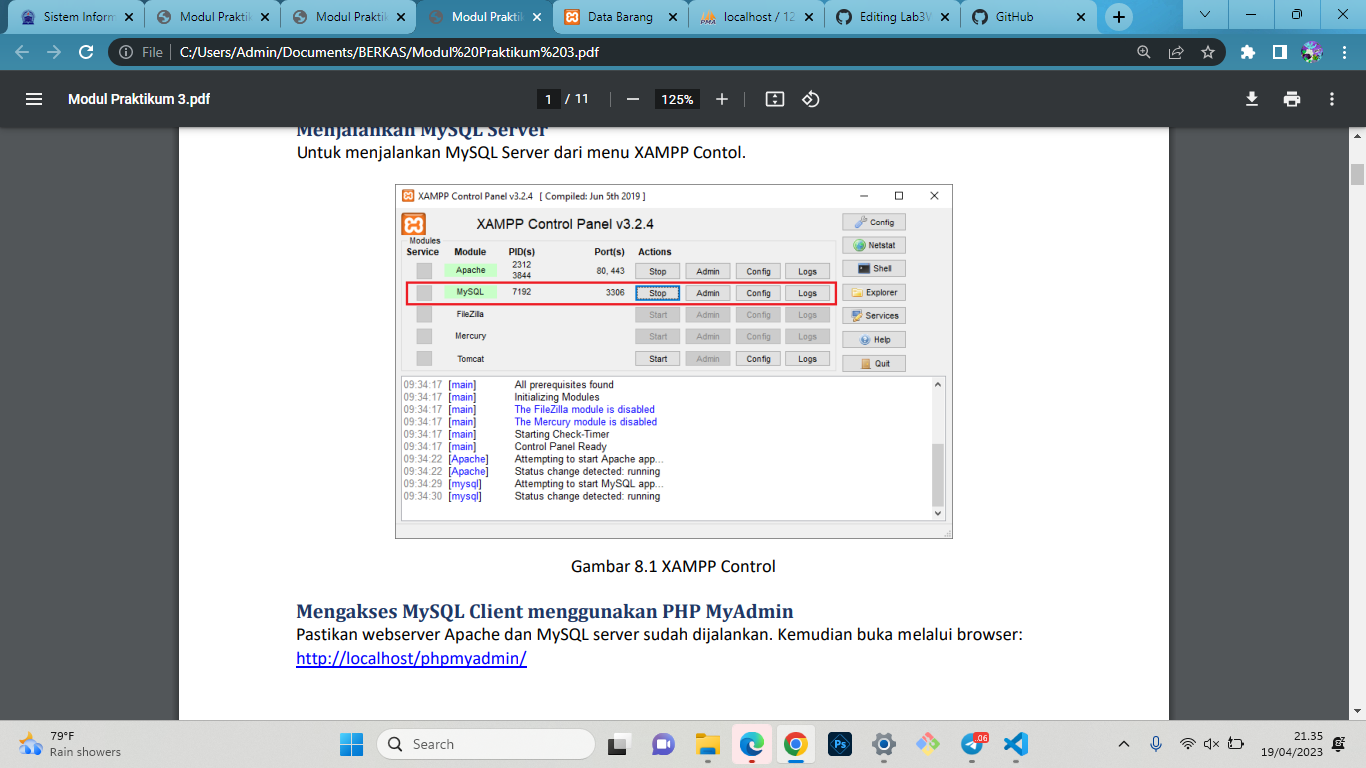 Sistem Inform
Modul Praktik
Modul Praktik
Modul Praktik
Data Barang
localhost / 12
Editing Lab3V
GitHub
File
C:/Users/Admin/Documents/BERKAS/Modul%20Praktikum%203.pdf
Modul Praktikum 3.pdf
1 / 11
125%
Menjalankan MySQL Server
Untuk menjalankan MySQL Server dari menu XAMPP Contol.
XAMPP Control Panel v3.2.4 [ Compiled: Jun 5th 2019 ]
XAMPP Control Panel v3.2.4
Config
Modules
Service Module PID(s) Port(s) Actions
Netstat
Apache 2312 3844 80, 443 Stop Admin Config Logs
Shell
MySQL 7192 3306 Stop Admin Config Logs
Explorer
FileZilla Start Admin Config Logs
Services
Mercury Start Admin Config Logs
Help
Tomcat Start Admin Config Logs
Quit
09:34:17 [main] All prerequisites found
09:34:17 [main] Initializing Modules
09:34:17 [main] The FileZilla module is disabled
09:34:17 [main] The Mercury module is disabled
09:34:17 [main] Starting Check-Timer
09:34:17 [main] Control Panel Ready
09:34:22 [Apache] Attempting to start Apache app...
09:34:22 [Apache] Status change detected: running
09:34:29 [mysql] Attempting to start MySQL app...
09:34:30 [mysql] Status change detected: running
Gambar 8.1 XAMPP Control
Mengakses MySQL Client menggunakan PHP MyAdmin
Pastikan webserver Apache dan MySQL server sudah dijalankan. Kemudian buka melalui browser:
http://localhost/phpmyadmin/
79°F
Rain showers
Search
Ps
.06
21.35
19/04/2023